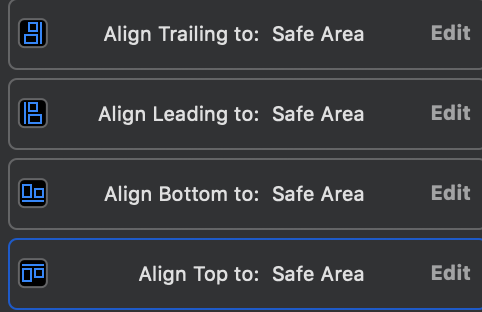 Align Trailing to: Safe Area Edit
Align Leading to: Safe Area Edit
Align Bottom to: Safe Area Edit
Align Top to: Safe Area Edit